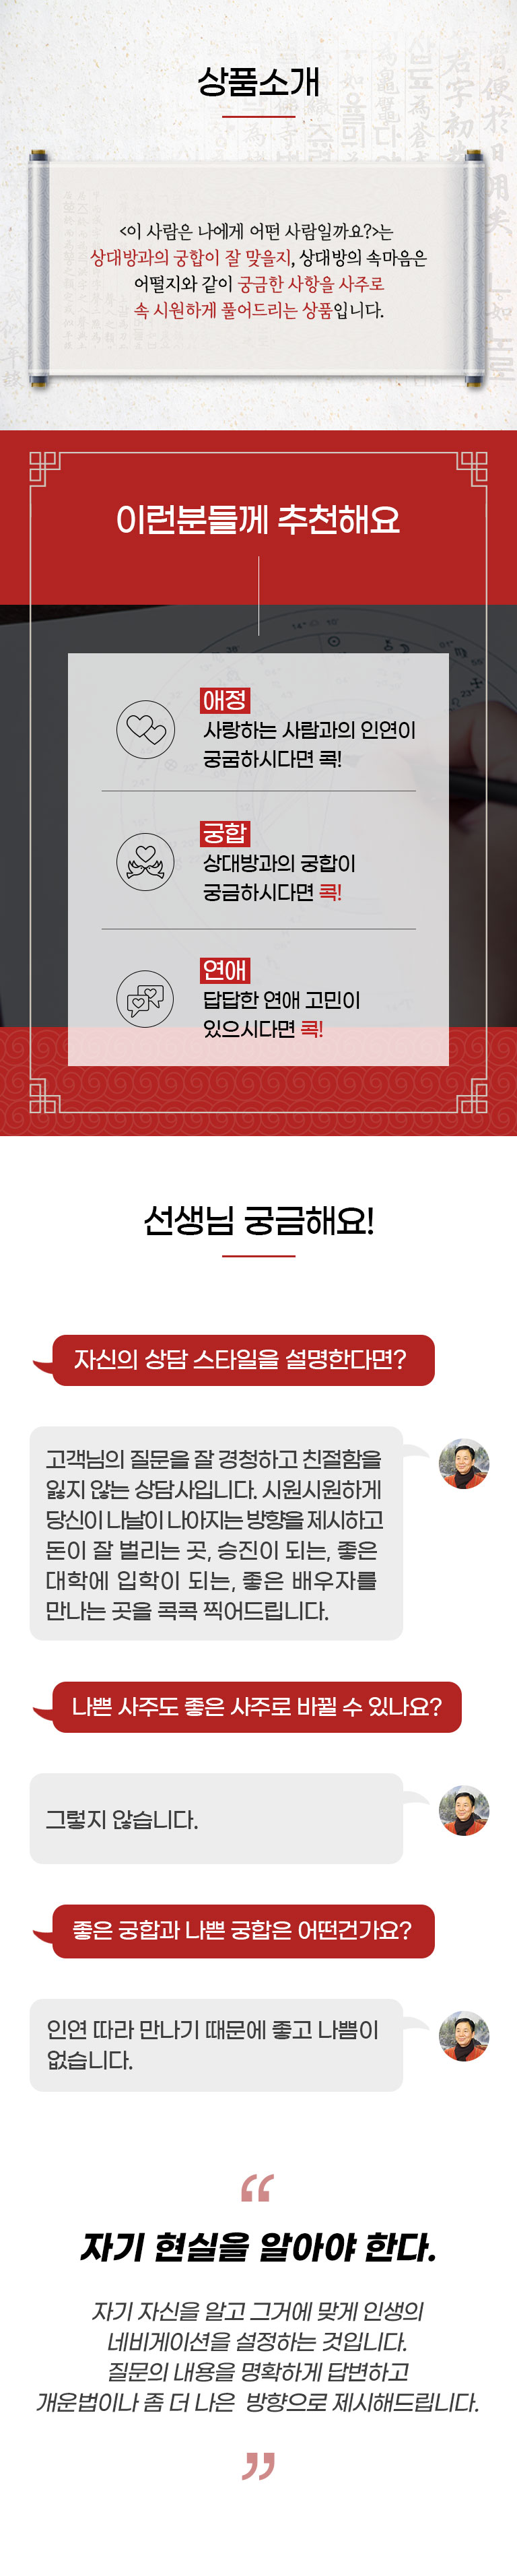 상품소개
<이 사람은 나에게 어떤 사람일까요?>는
상대방과의 궁합이 잘 맞을지, 상대방의 속마음은
어떨지와 같이 궁금한 사항을 사주로
속 시원하게 풀어드리는 상품입니다.
이런분들께 추천해요
애정
사랑하는 사람과의 인연이
궁굼하시다면 콕!
궁합
상대방과의 궁합이
궁금하시다면 콕!
연애
답답한 연애 고민이
있으시다면 콕!
선생님 궁금해요!
자신의 상담 스타일을 설명한다면?
고객님의 질문을 잘 경청하고 친절함을
잃지 않는 상담사입니다. 시원시원하게
당신이 나날이 나아지는 방향을 제시하고
돈이 잘 벌리는 곳, 승진이 되는, 좋은
대학에 입학이 되는, 좋은 배우자를
만나는 곳을 콕콕 찍어드립니다.
나쁜 사주도 좋은 사주로 바뀔 수 있나요?
그렇지 않습니다.
좋은 궁합과 나쁜 궁합은 어떤건가요?
인연 따라 만나기 때문에 좋고 나쁨이
없습니다.
“
자기 현실을 알아야 한다.
자기 자신을 알고 그거에 맞게 인생의
네비게이션을 설정하는 것입니다.
질문의 내용을 명확하게 답변하고
개운법이나 좀 더 나은 방향으로 제시해드립니다.
”